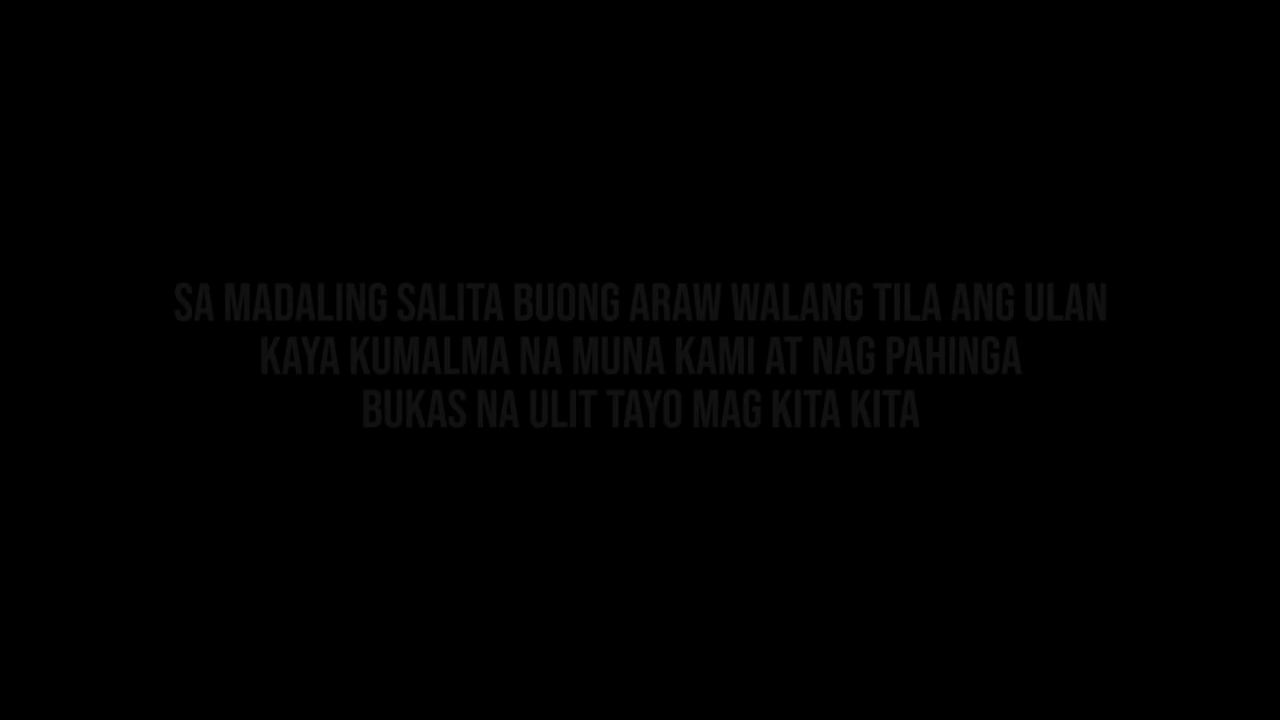 SA MADALING SALITA BUONG ARAW WALANG TILA ANG ULAN
KAYA KUMALMA NA MUNA KAMI AT NAG PAHINGA
BUKAS NA ULIT TAYO MAG KITA KITA